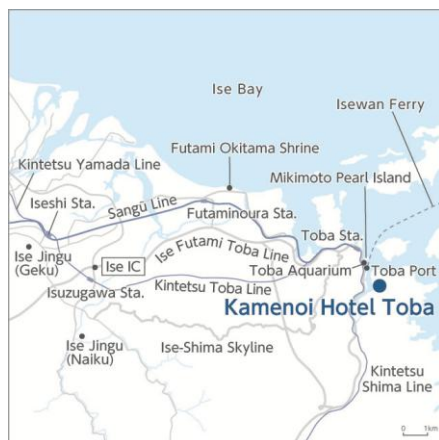 Ise Bay
Isewan Ferry
Futami Okitama Shrine
Kintetsu Yamada Line
Mikimoto Pearl Island
Iseshi Sta.
Sangū Line
Futaminoura Sta.
Toba Sta.
Ise Jingu
(Geku)
Ise IC
Ise Futami Toba Line
Toba Aquarium
Toba Port
Isuzugawa Sta.
Kintetsu Toba Line
Kamenoi Hotel Toba
Ise Jingu
(Naiku)
Ise-Shima Skyline
Kintetsu
Shima Line
0 1km